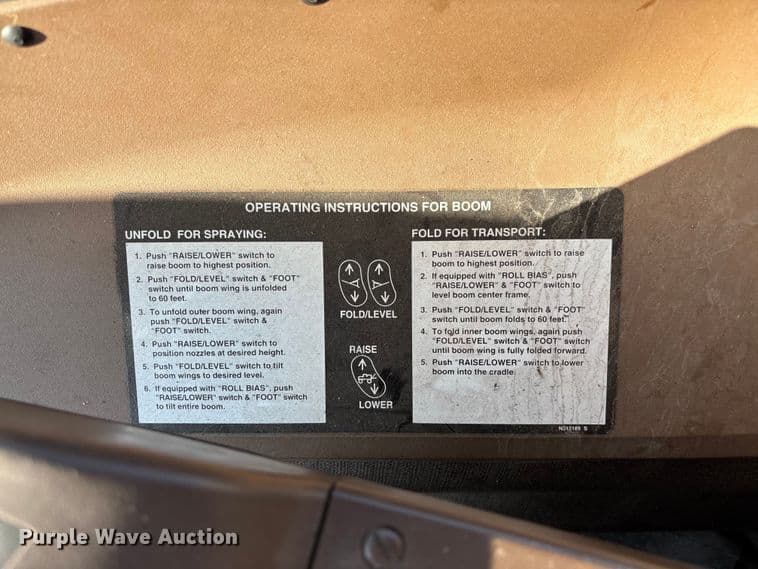 OPERATING INSTRUCTIONS FOR BOOM
UNFOLD FOR SPRAYING:
1. Push "RAISE/LOWER" switch to
raise boom to highest position.
2. Push "FOLD/LEVEL" switch & "FOOT"
switch until boom wing is unfolded
to 60 feet.
3. To unfold outer boom wing, again
push "FOLD/LEVEL" switch &
"FOOT" switch.
4. Push "RAISE/LOWER" switch to
position nozzles at desired height.
5. Push "FOLD/LEVEL" switch to tilt
boom wings to desired level.
6. If equipped with "ROLL BIAS", push
"RAISE/LOWER" switch & "FOOT" switch
to tilt entire boom.
FOLD/LEVEL
RAISE
LOWER
FOLD FOR TRANSPORT:
1. Push "RAISE/LOWER" switch to raise
boom to highest position.
2. If equipped with "ROLL BIAS", push
"RAISE/LOWER" & "FOOT" switch to
level boom center frame.
3. Push "FOLD/LEVEL" switch & "FOOT"
switch until boom folds to 60 feet.
4. To fold inner boom wings, again push
"FOLD/LEVEL" switch & "FOOT" switch
until boom wing is fully folded forward.
5. Push "RAISE/LOWER" switch to lower
boom into the cradle.
Purple Wave Auction